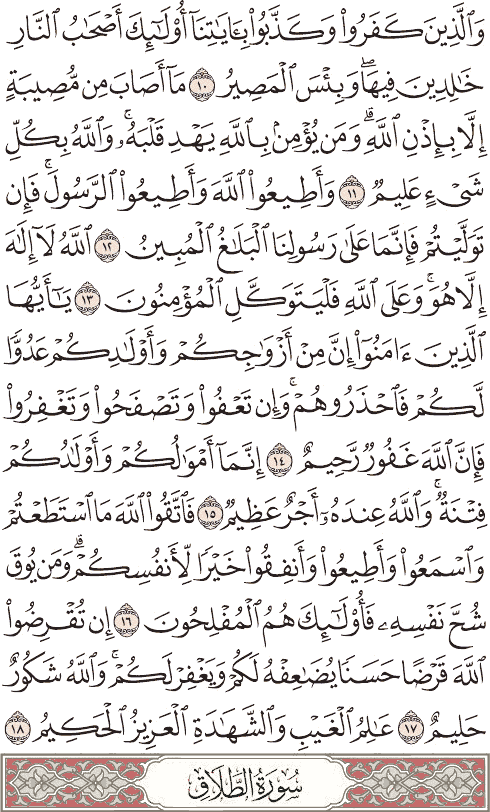 وَٱلَّذِينَ كَفَرُوا۟ وَكَذَّبُوا۟ بِـَٔايَـٰتِنَآ أُو۟لَـٰٓئِكَ أَصْحَـٰبُ ٱلنَّارِ
خَـٰلِدِينَ فِيهَا ۖ وَبِئْسَ ٱلْمَصِيرُ ١٠ مَآ أَصَابَ مِن مُّصِيبَةٍ
إِلَّا بِإِذْنِ ٱللَّهِ ۗ وَمَن يُؤْمِنۢ بِٱللَّهِ يَهْدِ قَلْبَهُۥ ۚ وَٱللَّهُ بِكُلِّ
شَىْءٍ عَلِيمٌ ١١ وَأَطِيعُوا۟ ٱللَّهَ وَأَطِيعُوا۟ ٱلرَّسُولَ ۚ فَإِن
تَوَلَّيْتُمْ فَإِنَّمَا عَلَىٰ رَسُولِنَا ٱلْبَلَـٰغُ ٱلْمُبِينُ ١٢ ٱللَّهُ لَآ إِلَـٰهَ
إِلَّا هُوَ ۚ وَعَلَى ٱللَّهِ فَلْيَتَوَكَّلِ ٱلْمُؤْمِنُونَ ١٣ يَـٰٓأَيُّهَا
ٱلَّذِينَ ءَامَنُوٓا۟ إِنَّ مِنْ أَزْوَٰجِكُمْ وَأَوْلَـٰدِكُمْ عَدُوًّا
لَّكُمْ فَٱحْذَرُوهُمْ ۚ وَإِن تَعْفُوا۟ وَتَصْفَحُوا۟ وَتَغْفِرُوا۟
فَإِنَّ ٱللَّهَ غَفُورٌ رَّحِيمٌ ١٤ إِنَّمَآ أَمْوَٰلُكُمْ وَأَوْلَـٰدُكُمْ
فِتْنَةٌ ۚ وَٱللَّهُ عِندَهُۥٓ أَجْرٌ عَظِيمٌ ١٥ فَٱتَّقُوا۟ ٱللَّهَ مَا ٱسْتَطَعْتُمْ
وَٱسْمَعُوا۟ وَأَطِيعُوا۟ وَأَنفِقُوا۟ خَيْرًا لِّأَنفُسِكُمْ ۗ وَمَن يُوقَ
شُحَّ نَفْسِهِۦ فَأُو۟لَـٰٓئِكَ هُمُ ٱلْمُفْلِحُونَ ١٦ إِن تُقْرِضُوا۟
ٱللَّهَ قَرْضًا حَسَنًا يُضَـٰعِفْهُ لَكُمْ وَيَغْفِرْ لَكُمْ ۚ وَٱللَّهُ شَكُورٌ
حَلِيمٌ ١٧ عَـٰلِمُ ٱلْغَيْبِ وَٱلشَّهَـٰدَةِ ٱلْعَزِيزُ ٱلْحَكِيمُ ١٨
سُورَةُ ٱلطَّلَاقِ